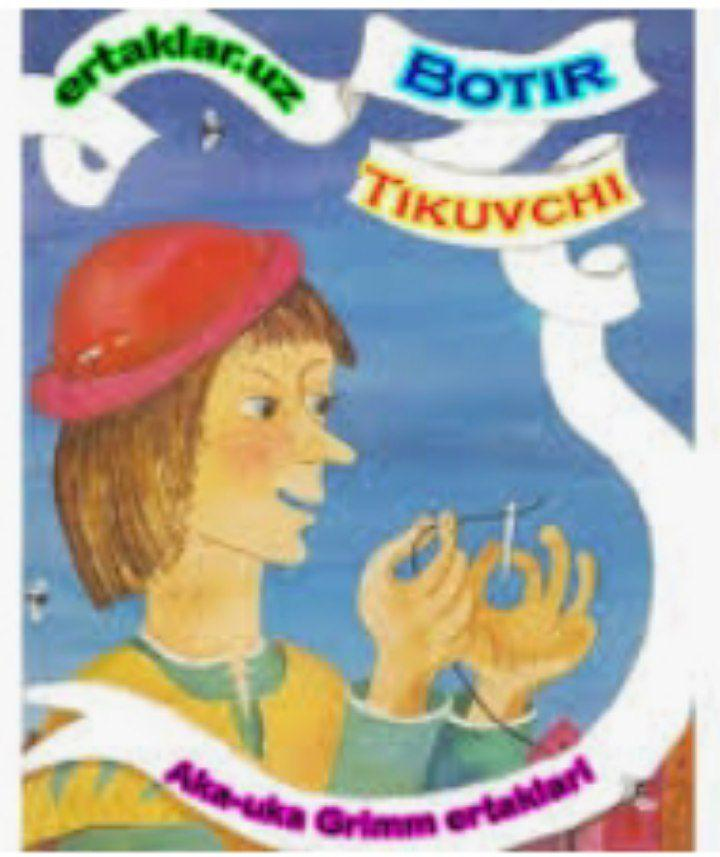 ertaklar.uz
BOTIR
TIKUVCHI
Aka-uka Grimm ertaklari